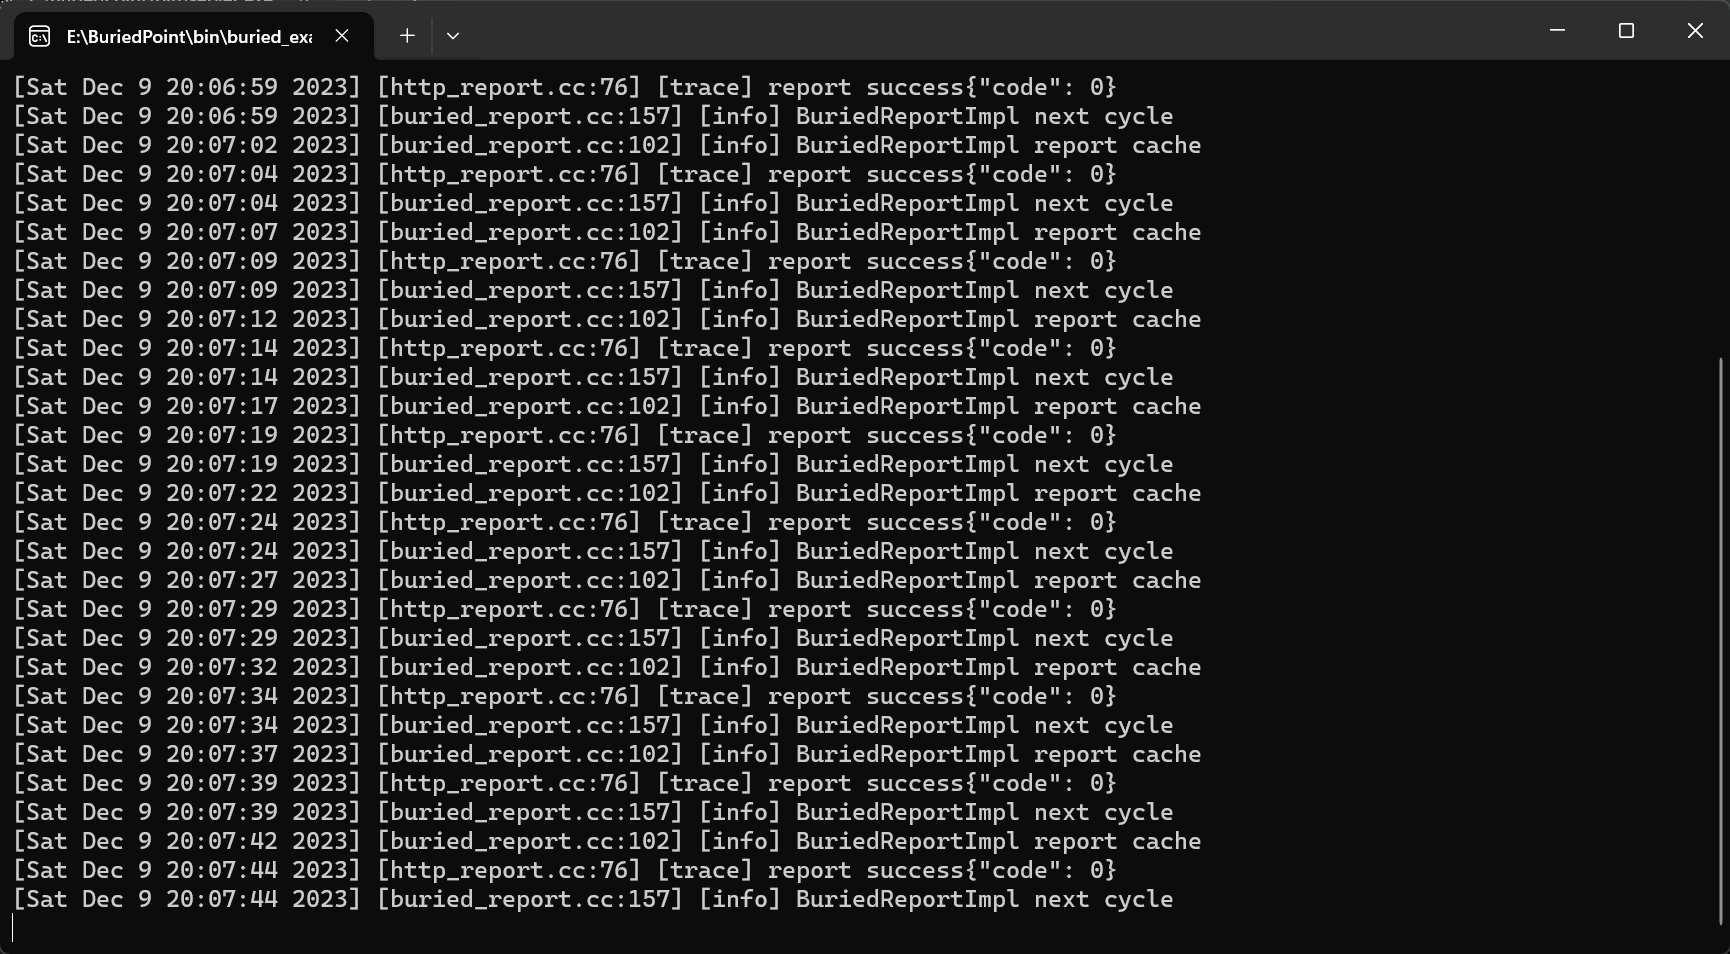 E:\BuriedPoint\bin\buried_exa
[Sat Dec 9 20:06:59 2023] [http_report.cc:76] [trace] report success{"code": 0}
[Sat Dec 9 20:06:59 2023] [buried_report.cc:157] [info] BuriedReportImpl next cycle
[Sat Dec 9 20:07:02 2023] [buried_report.cc:102] [info] BuriedReportImpl report cache
[Sat Dec 9 20:07:04 2023] [http_report.cc:76] [trace] report success{"code": 0}
[Sat Dec 9 20:07:04 2023] [buried_report.cc:157] [info] BuriedReportImpl next cycle
[Sat Dec 9 20:07:07 2023] [buried_report.cc:102] [info] BuriedReportImpl report cache
[Sat Dec 9 20:07:09 2023] [http_report.cc:76] [trace] report success{"code": 0}
[Sat Dec 9 20:07:09 2023] [buried_report.cc:157] [info] BuriedReportImpl next cycle
[Sat Dec 9 20:07:12 2023] [buried_report.cc:102] [info] BuriedReportImpl report cache
[Sat Dec 9 20:07:14 2023] [http_report.cc:76] [trace] report success{"code": 0}
[Sat Dec 9 20:07:14 2023] [buried_report.cc:157] [info] BuriedReportImpl next cycle
[Sat Dec 9 20:07:17 2023] [buried_report.cc:102] [info] BuriedReportImpl report cache
[Sat Dec 9 20:07:19 2023] [http_report.cc:76] [trace] report success{"code": 0}
[Sat Dec 9 20:07:19 2023] [buried_report.cc:157] [info] BuriedReportImpl next cycle
[Sat Dec 9 20:07:22 2023] [buried_report.cc:102] [info] BuriedReportImpl report cache
[Sat Dec 9 20:07:24 2023] [http_report.cc:76] [trace] report success{"code": 0}
[Sat Dec 9 20:07:24 2023] [buried_report.cc:157] [info] BuriedReportImpl next cycle
[Sat Dec 9 20:07:27 2023] [buried_report.cc:102] [info] BuriedReportImpl report cache
[Sat Dec 9 20:07:29 2023] [http_report.cc:76] [trace] report success{"code": 0}
[Sat Dec 9 20:07:29 2023] [buried_report.cc:157] [info] BuriedReportImpl next cycle
[Sat Dec 9 20:07:32 2023] [buried_report.cc:102] [info] BuriedReportImpl report cache
[Sat Dec 9 20:07:34 2023] [http_report.cc:76] [trace] report success{"code": 0}
[Sat Dec 9 20:07:34 2023] [buried_report.cc:157] [info] BuriedReportImpl next cycle
[Sat Dec 9 20:07:37 2023] [buried_report.cc:102] [info] BuriedReportImpl report cache
[Sat Dec 9 20:07:39 2023] [http_report.cc:76] [trace] report success{"code": 0}
[Sat Dec 9 20:07:39 2023] [buried_report.cc:157] [info] BuriedReportImpl next cycle
[Sat Dec 9 20:07:42 2023] [buried_report.cc:102] [info] BuriedReportImpl report cache
[Sat Dec 9 20:07:44 2023] [http_report.cc:76] [trace] report success{"code": 0}
[Sat Dec 9 20:07:44 2023] [buried_report.cc:157] [info] BuriedReportImpl next cycle